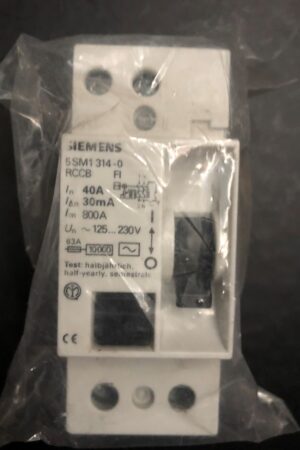 SIEMENS
5SM1 314-0
RCCB FI
In 40A
IΔn 30mA
Im 800A
Un ~125...230V
63A
10000
Test: halbjährlich,
half-yearly, semestral
I
O
CE